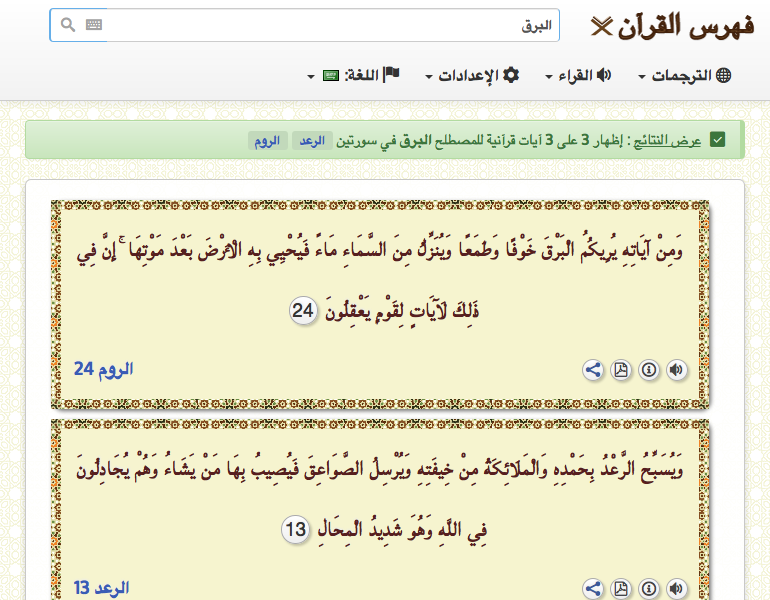 فهرس القرآن
البرق
الترجمات
القراء
الإعدادات
اللغة:
عرض النتائج : إظهار 3 على 3 آيات قرآنية للمصطلح البرق في سورتين الرعد الروم
وَمِنْ آيَاتِهِ يُرِيكُمُ الْبَرْقَ خَوْفًا وَطَمَعًا وَيُنَزِّلُ مِنَ السَّمَاءِ مَاءً فَيُحْيِي بِهِ الْأَرْضَ بَعْدَ مَوْتِهَا ۚ إِنَّ فِي
ذَٰلِكَ لَآيَاتٍ لِقَوْمٍ يَعْقِلُونَ 24
الروم 24
وَيُسَبِّحُ الرَّعْدُ بِحَمْدِهِ وَالْمَلَائِكَةُ مِنْ خِيفَتِهِ وَيُرْسِلُ الصَّوَاعِقَ فَيُصِيبُ بِهَا مَنْ يَشَاءُ وَهُمْ يُجَادِلُونَ
فِي اللَّهِ وَهُوَ شَدِيدُ الْمِحَالِ 13
الرعد 13